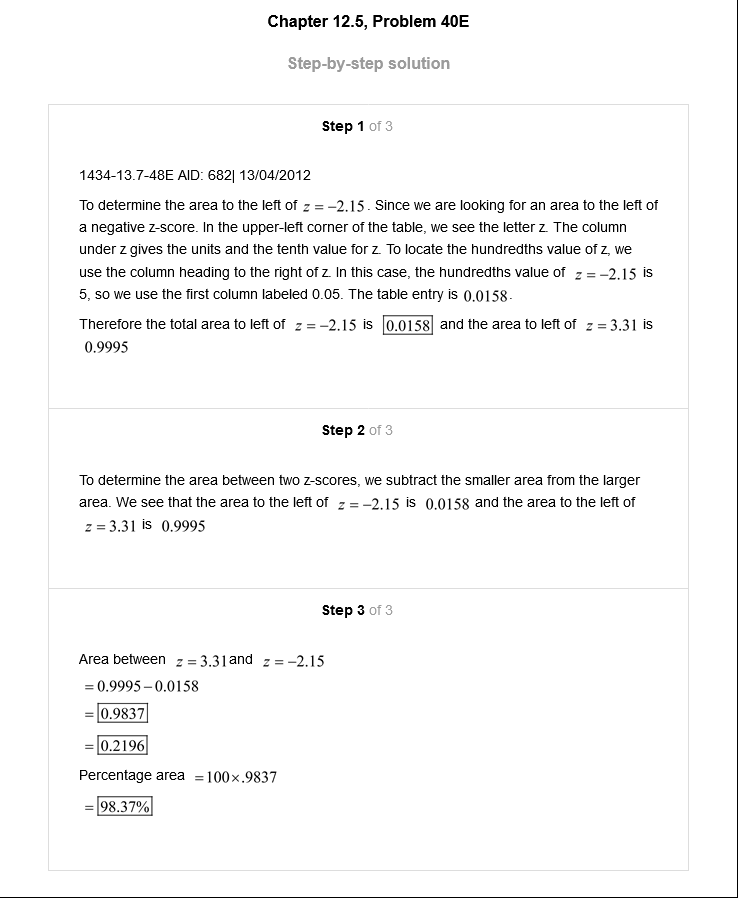 Chapter 12.5, Problem 40E
Step-by-step solution
Step 1 of 3
1434-13.7-48E AID: 682| 13/04/2012
To determine the area to the left of z = −2.15. Since we are looking for an area to the left of
a negative z-score. In the upper-left corner of the table, we see the letter z. The column
under z gives the units and the tenth value for z. To locate the hundredths value of z, we
use the column heading to the right of z. In this case, the hundredths value of z = −2.15 is
5, so we use the first column labeled 0.05. The table entry is 0.0158.
Therefore the total area to left of z = −2.15 is 0.0158 and the area to left of z = 3.31 is
0.9995
Step 2 of 3
To determine the area between two z-scores, we subtract the smaller area from the larger
area. We see that the area to the left of z = −2.15 is 0.0158 and the area to the left of
z = 3.31 is 0.9995
Step 3 of 3
Area between z = 3.31 and z = −2.15
= 0.9995 − 0.0158
= 0.9837
= 0.2196
Percentage area = 100×.9837
= 98.37%